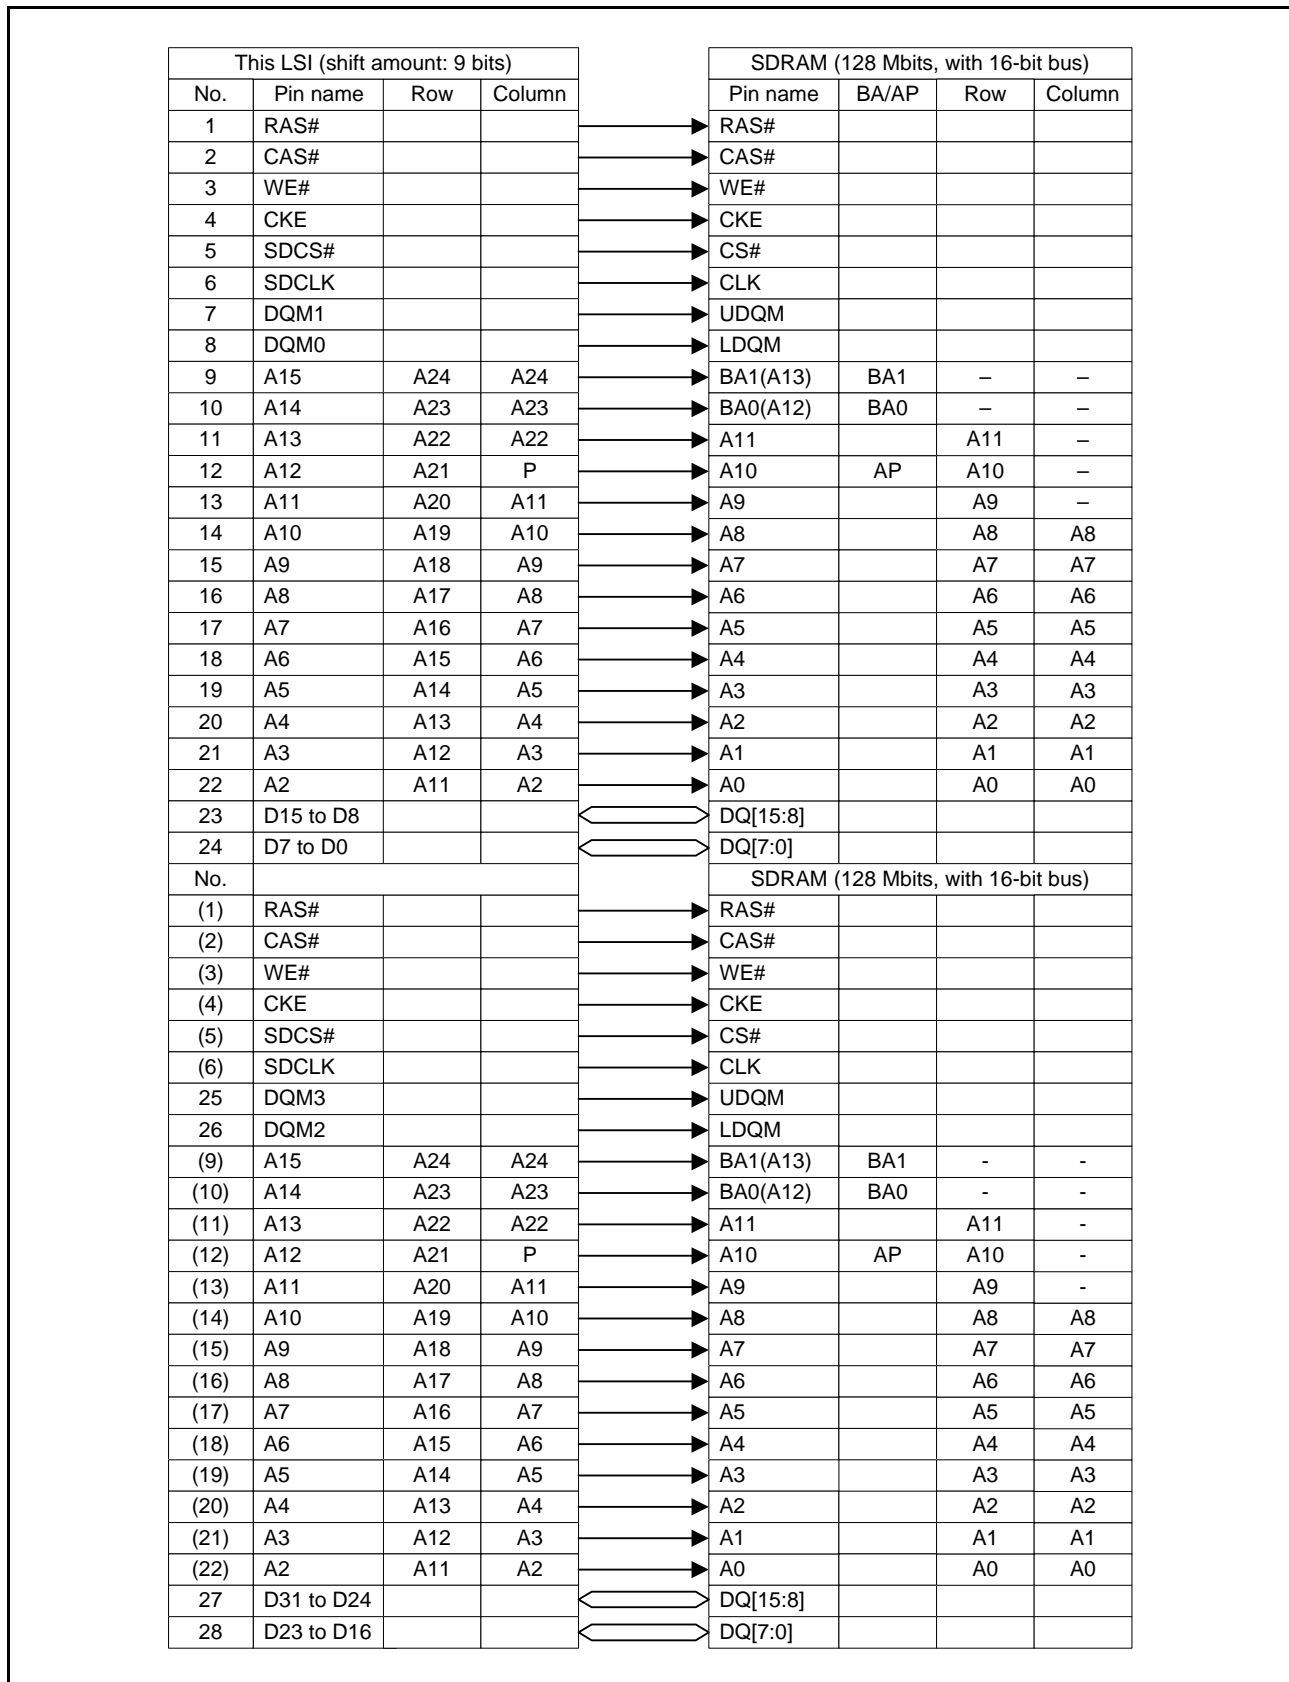 This LSI (shift amount: 9 bits) SDRAM (128 Mbits, with 16-bit bus)
No. Pin name Row Column Pin name BA/AP Row Column
1 RAS# RAS#
2 CAS# CAS#
3 WE# WE#
4 CKE CKE
5 SDCS# CS#
6 SDCLK CLK
7 DQM1 UDQM
8 DQM0 LDQM
9 A15 A24 A24 BA1(A13) BA1 – –
10 A14 A23 A23 BA0(A12) BA0 – –
11 A13 A22 A22 A11 A11 –
12 A12 A21 P A10 AP A10 –
13 A11 A20 A11 A9 A9 –
14 A10 A19 A10 A8 A8 A8
15 A9 A18 A9 A7 A7 A7
16 A8 A17 A8 A6 A6 A6
17 A7 A16 A7 A5 A5 A5
18 A6 A15 A6 A4 A4 A4
19 A5 A14 A5 A3 A3 A3
20 A4 A13 A4 A2 A2 A2
21 A3 A12 A3 A1 A1 A1
22 A2 A11 A2 A0 A0 A0
23 D15 to D8 DQ[15:8]
24 D7 to D0 DQ[7:0]
No. SDRAM (128 Mbits, with 16-bit bus)
(1) RAS# RAS#
(2) CAS# CAS#
(3) WE# WE#
(4) CKE CKE
(5) SDCS# CS#
(6) SDCLK CLK
25 DQM3 UDQM
26 DQM2 LDQM
(9) A15 A24 A24 BA1(A13) BA1 - -
(10) A14 A23 A23 BA0(A12) BA0 - -
(11) A13 A22 A22 A11 A11 -
(12) A12 A21 P A10 AP A10 -
(13) A11 A20 A11 A9 A9 -
(14) A10 A19 A10 A8 A8 A8
(15) A9 A18 A9 A7 A7 A7
(16) A8 A17 A8 A6 A6 A6
(17) A7 A16 A7 A5 A5 A5
(18) A6 A15 A6 A4 A4 A4
(19) A5 A14 A5 A3 A3 A3
(20) A4 A13 A4 A2 A2 A2
(21) A3 A12 A3 A1 A1 A1
(22) A2 A11 A2 A0 A0 A0
27 D31 to D24 DQ[15:8]
28 D23 to D16 DQ[7:0]